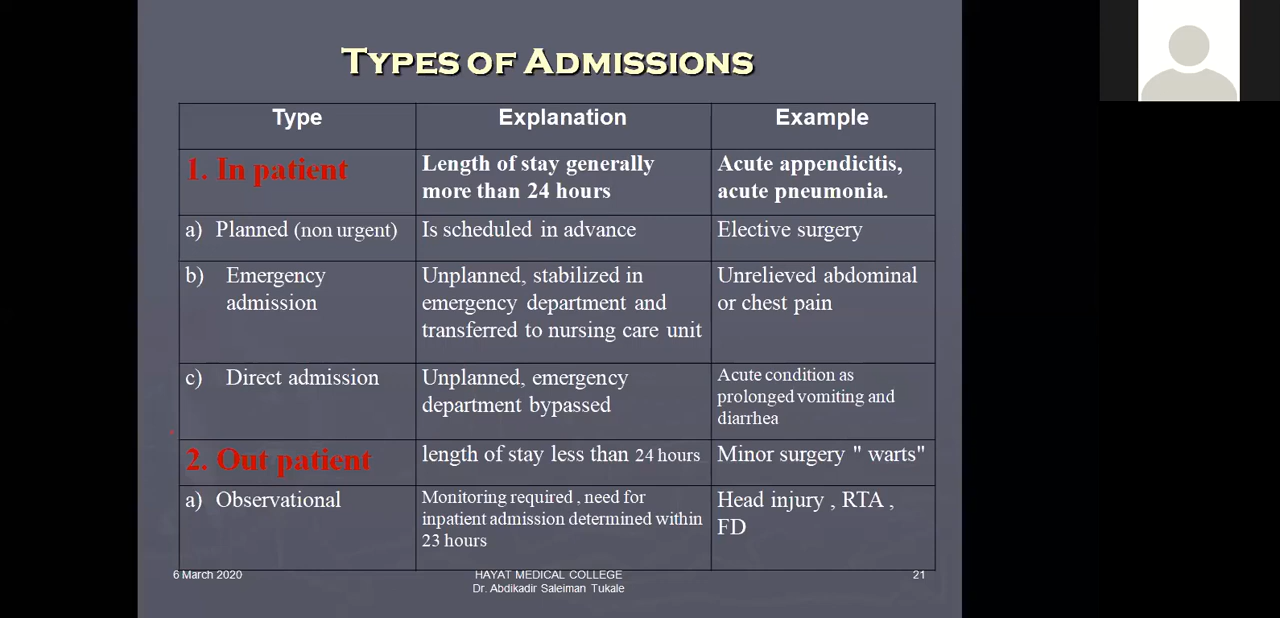 TYPES OF ADMISSIONS
Type
Explanation
Example
1. In patient
Length of stay generally
more than 24 hours
Acute appendicitis,
acute pneumonia.
a) Planned (non urgent)
Is scheduled in advance
Elective surgery
b) Emergency
admission
Unplanned, stabilized in
emergency department and
transferred to nursing care unit
Unrelieved abdominal
or chest pain
c) Direct admission
Unplanned, emergency
department bypassed
Acute condition as
prolonged vomiting and
diarrhea
2. Out patient
length of stay less than 24 hours
Minor surgery " warts"
a) Observational
Monitoring required , need for
inpatient admission determined within
23 hours
Head injury , RTA ,
FD
6 March 2020
HAYAT MEDICAL COLLEGE
Dr. Abdikadir Saleiman Tukale
21